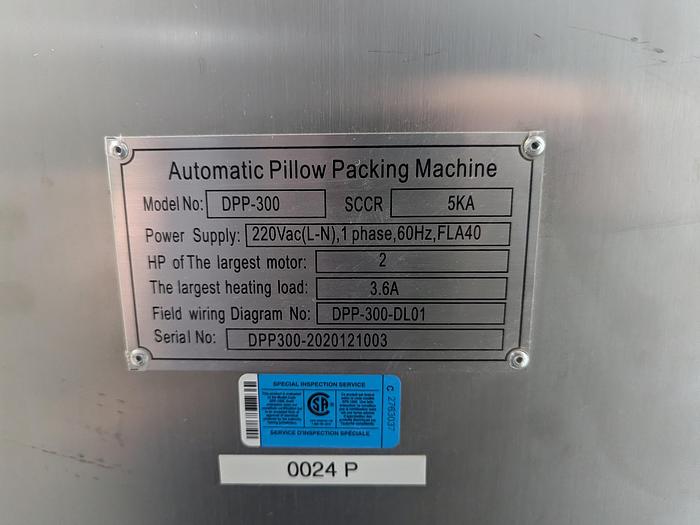 Automatic Pillow Packing Machine
Model No: DPP-300 SCCR 5KA
Power Supply: 220Vac(L-N),1 phase,60Hz,FLA40
HP of The largest motor: 2
The largest heating load: 3.6A
Field wiring Diagram No: DPP-300-DL01
Serial No: DPP300-2020121003
SPECIAL INSPECTION SERVICE
SERVICE D'INSPECTION SPÉCIALE
C 2763037
0024 P